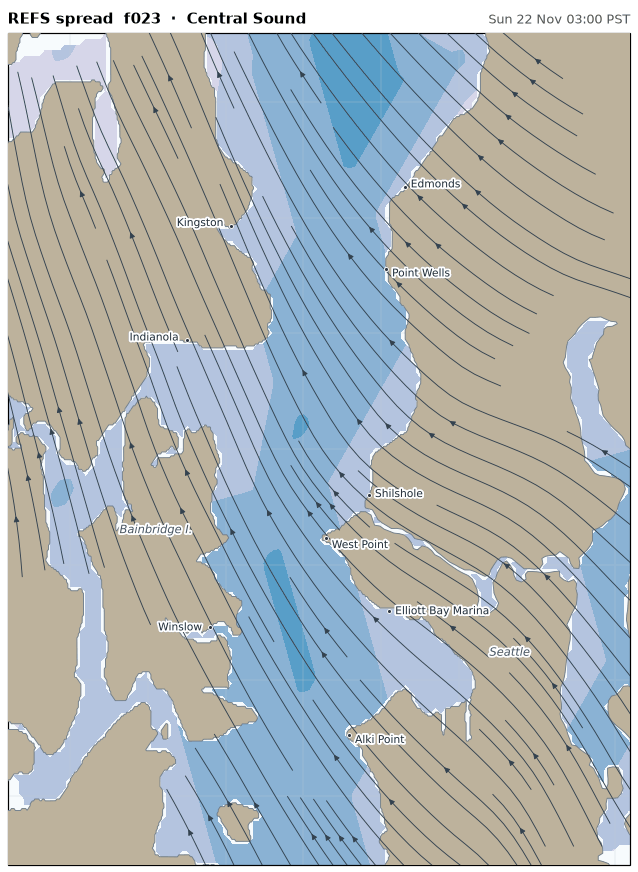 REFS spread f023 · Central Sound
Sun 22 Nov 03:00 PST
Edmonds
Kingston
Point Wells
Indianola
Shilshole
Bainbridge I.
West Point
Elliott Bay Marina
Winslow
Seattle
Alki Point